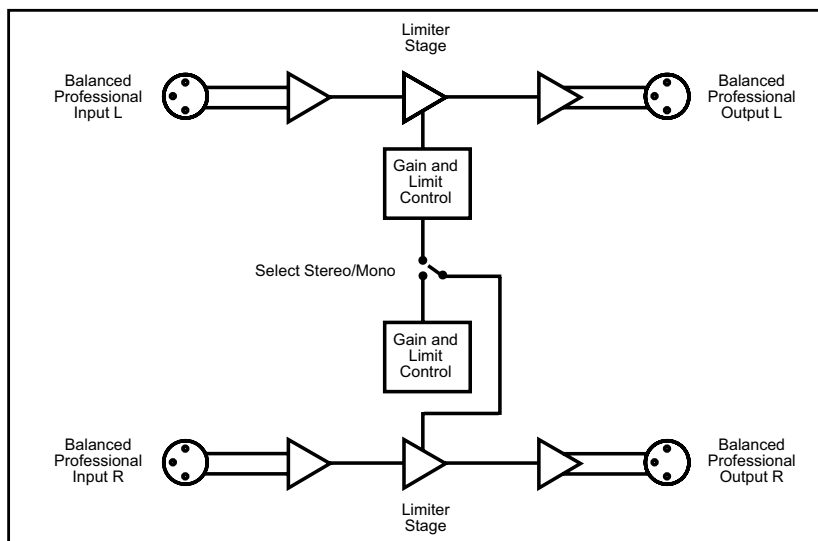 Limiter
Stage
Balanced
Professional
Input L
Balanced
Professional
Output L
Gain and
Limit
Control
Select Stereo/Mono
Gain and
Limit
Control
Balanced
Professional
Input R
Balanced
Professional
Output R
Limiter
Stage